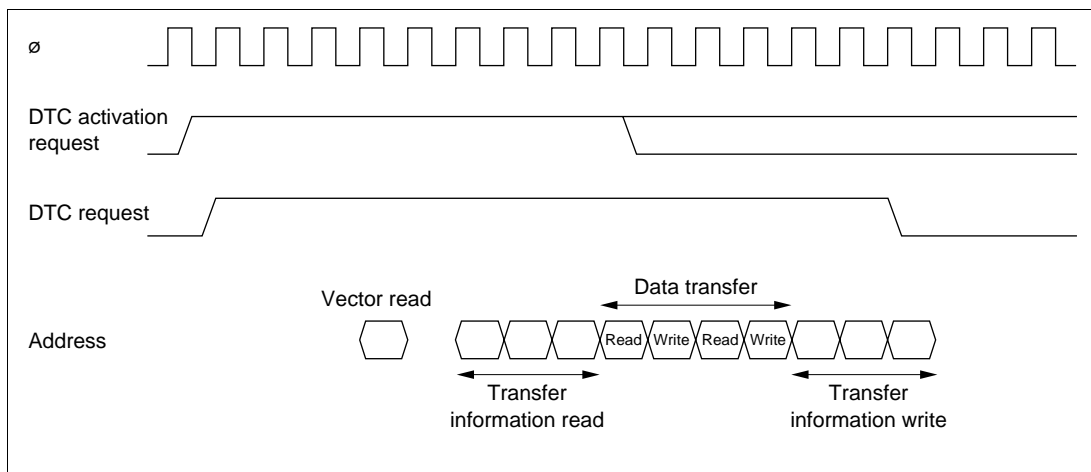 ø
DTC activation
request
DTC request
Data transfer
Vector read
Address
Read Write Read Write
Transfer
information read
Transfer
information write